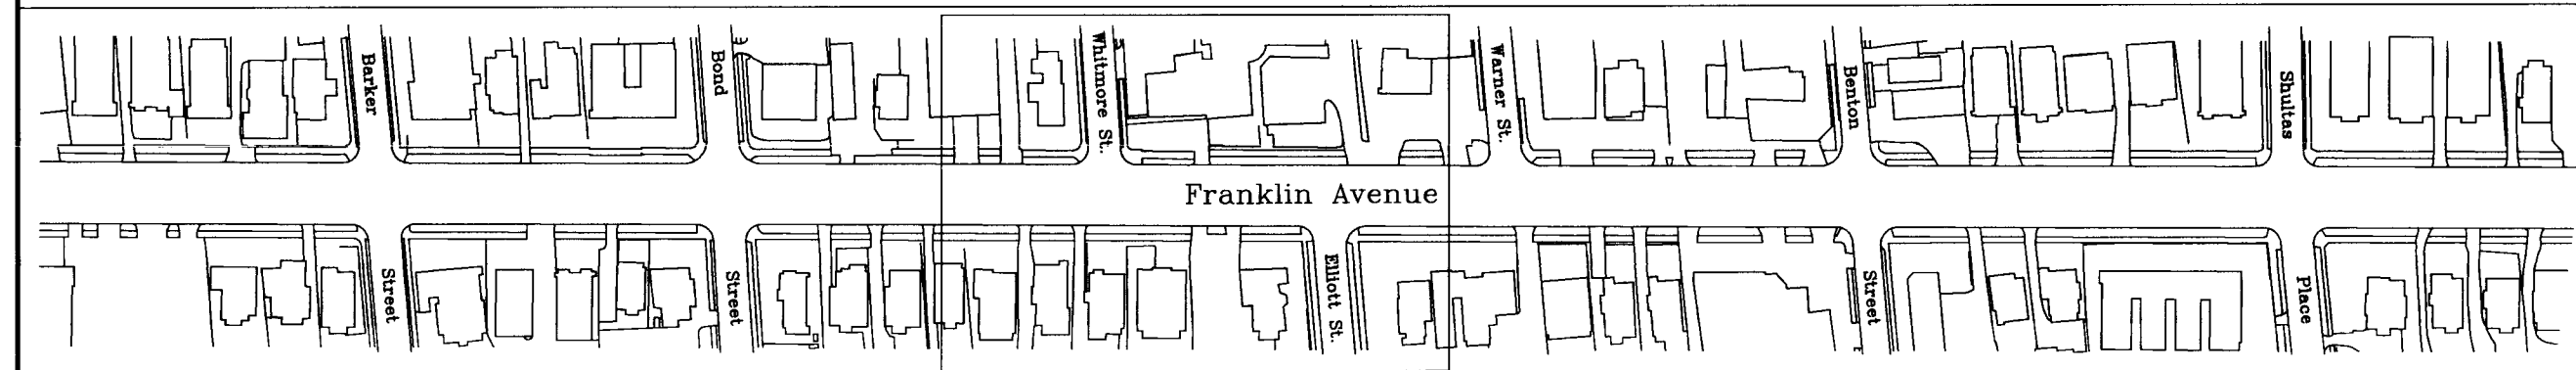 Barker
Bond
Whitmore St.
Warner St.
Benton
Shultas
Franklin Avenue
Street
Street
Elliott St.
Street
Place